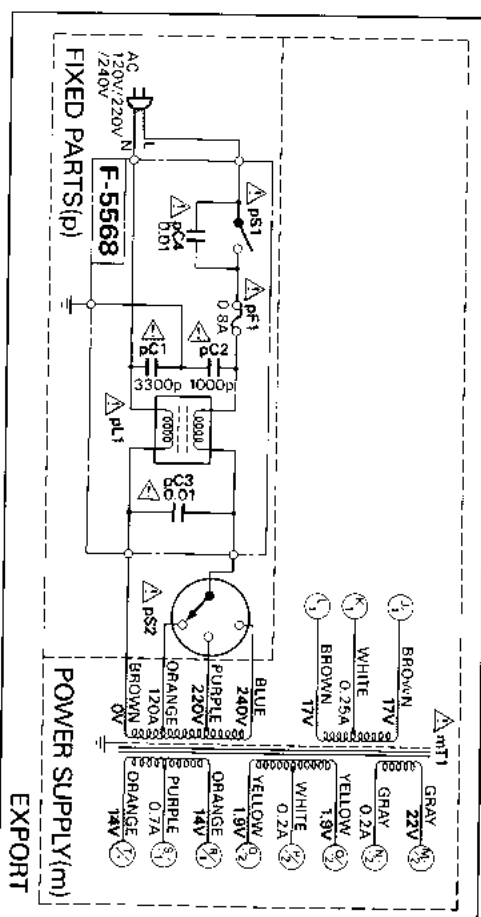 AC
120V/220V
/240V
N
L
FIXED PARTS(p)
F-5568
pS1
pC4
0.01
pF1
0.8A
pC1
3300p
pC2
1000p
pL1
pC3
0.01
pS2
BLUE
240V
PURPLE
220V
ORANGE
120A
BROWN
0V
POWER SUPPLY(m)
EXPORT
mT1
BROWN
17V
WHITE
0.25A
BROWN
17V
K
1
GRAY
22V
GRAY
0.2A
YELLOW
1.9V
WHITE
0.2A
YELLOW
1.9V
ORANGE
14V
PURPLE
0.7A
ORANGE
14V